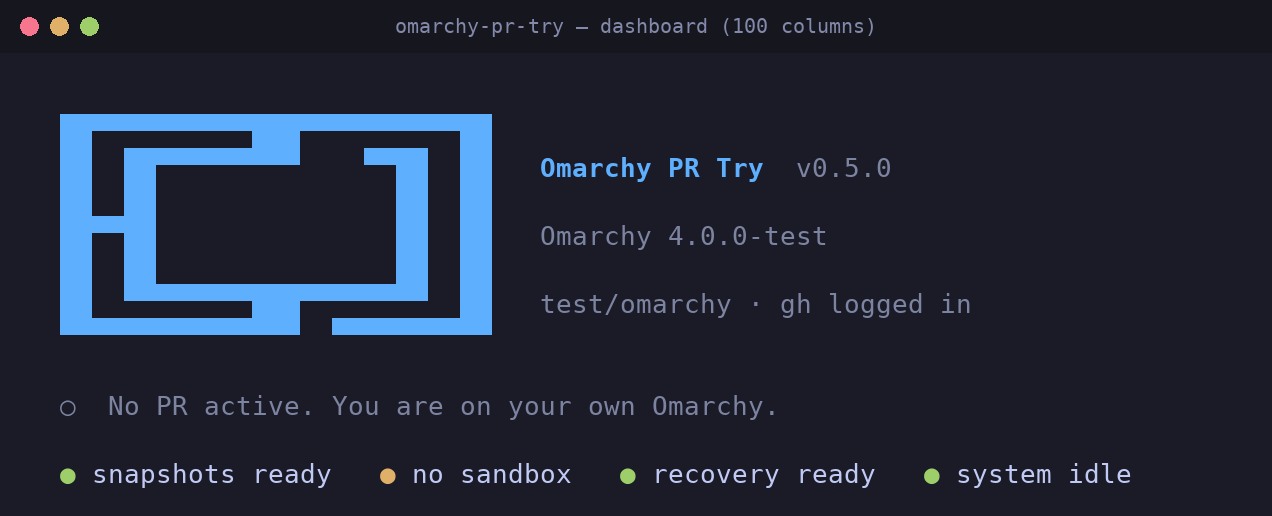 omarchy-pr-try — dashboard (100 columns)
Omarchy PR Try v0.5.0
Omarchy 4.0.0-test
test/omarchy · gh logged in
○ No PR active. You are on your own Omarchy.
● snapshots ready ● no sandbox ● recovery ready ● system idle